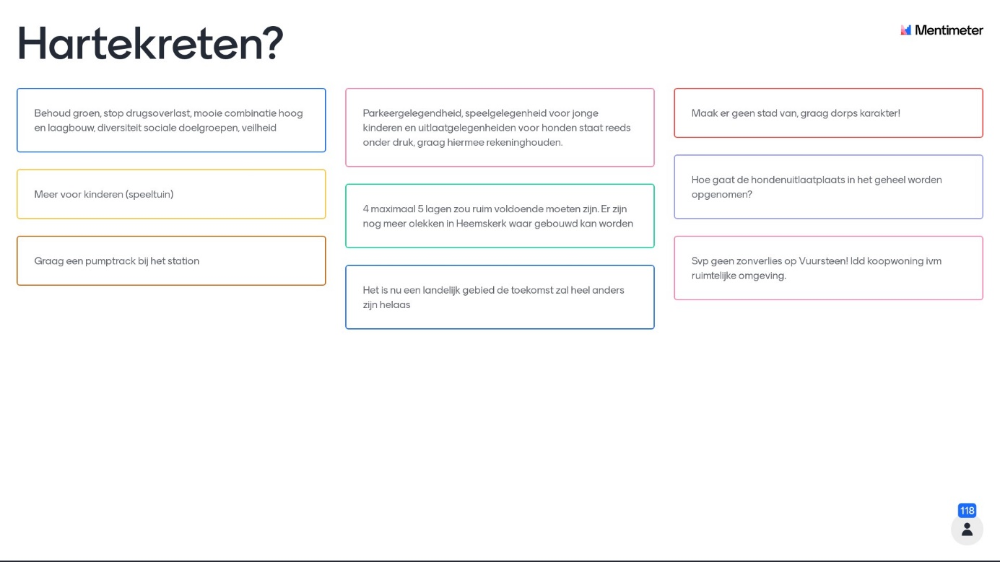 Hartekreten?
Mentimeter
Behoud groen, stop drugsoverlast, mooie combinatie hoog
en laagbouw, diversiteit sociale doelgroepen, veilheid
Meer voor kinderen (speeltuin)
Graag een pumptrack bij het station
Parkeergelegendheid, speelgelegenheid voor jonge
kinderen en uitlaatgelegenheiden voor honden staat reeds
onder druk, graag hiermee rekeninghouden.
4 maximaal 5 lagen zou ruim voldoende moeten zijn. Er zijn
nog meer olekken in Heemskerk waar gebouwd kan worden
Het is nu een landelijk gebied de toekomst zal heel anders
zijn helaas
Maak er geen stad van, graag dorps karakter!
Hoe gaat de hondenuitlaatplaats in het geheel worden
opgenomen?
Svp geen zonverlies op Vuursteen! Idd koopwoning ivm
ruimtelijke omgeving.
118